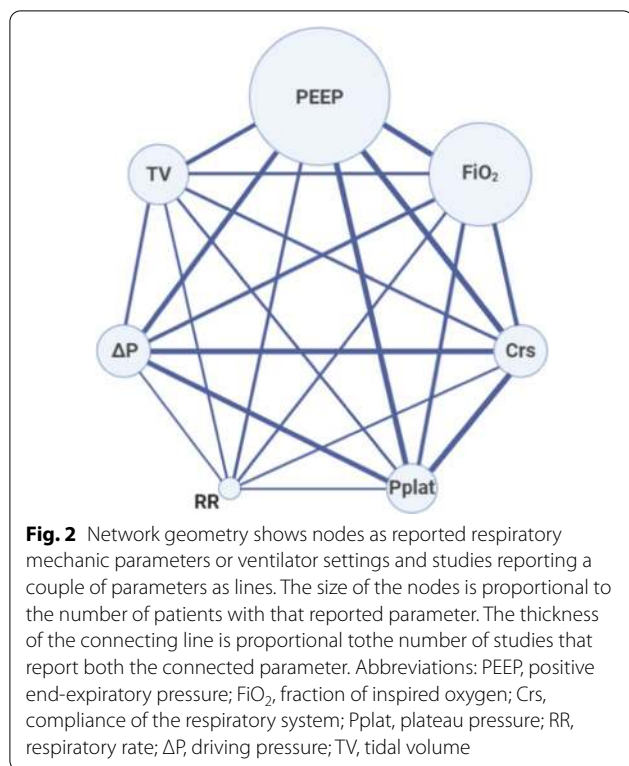 PEEP
TV
FiO₂
ΔP
Crs
RR
Pplat
Fig. 2 Network geometry shows nodes as reported respiratory
mechanic parameters or ventilator settings and studies reporting a
couple of parameters as lines. The size of the nodes is proportional to
the number of patients with that reported parameter. The thickness
of the connecting line is proportional tothe number of studies that
report both the connected parameter. Abbreviations: PEEP, positive
end-expiratory pressure; FiO₂, fraction of inspired oxygen; Crs,
compliance of the respiratory system; Pplat, plateau pressure; RR,
respiratory rate; ΔP, driving pressure; TV, tidal volume